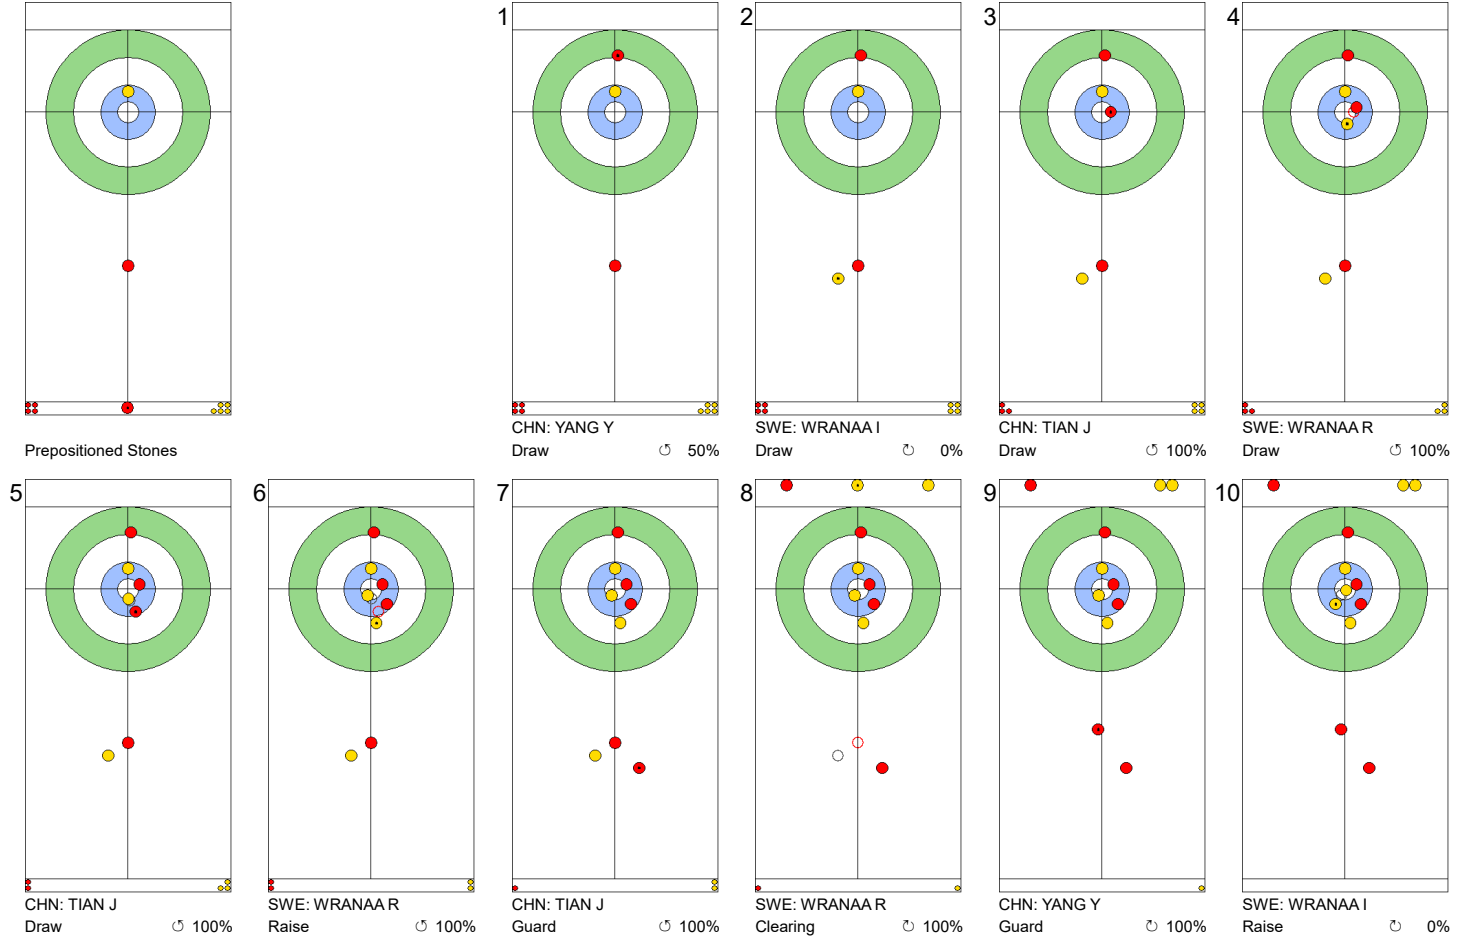 1
2
3
4
Prepositioned Stones
CHN: YANG Y
Draw ↺ 50%
SWE: WRANAA I
Draw ↻ 0%
CHN: TIAN J
Draw ↺ 100%
SWE: WRANAA R
Draw ↺ 100%
5
6
7
8
9
10
CHN: TIAN J
Draw ↺ 100%
SWE: WRANAA R
Raise ↺ 100%
CHN: TIAN J
Guard ↺ 100%
SWE: WRANAA R
Clearing ↻ 100%
CHN: YANG Y
Guard ↺ 100%
SWE: WRANAA I
Raise ↻ 0%